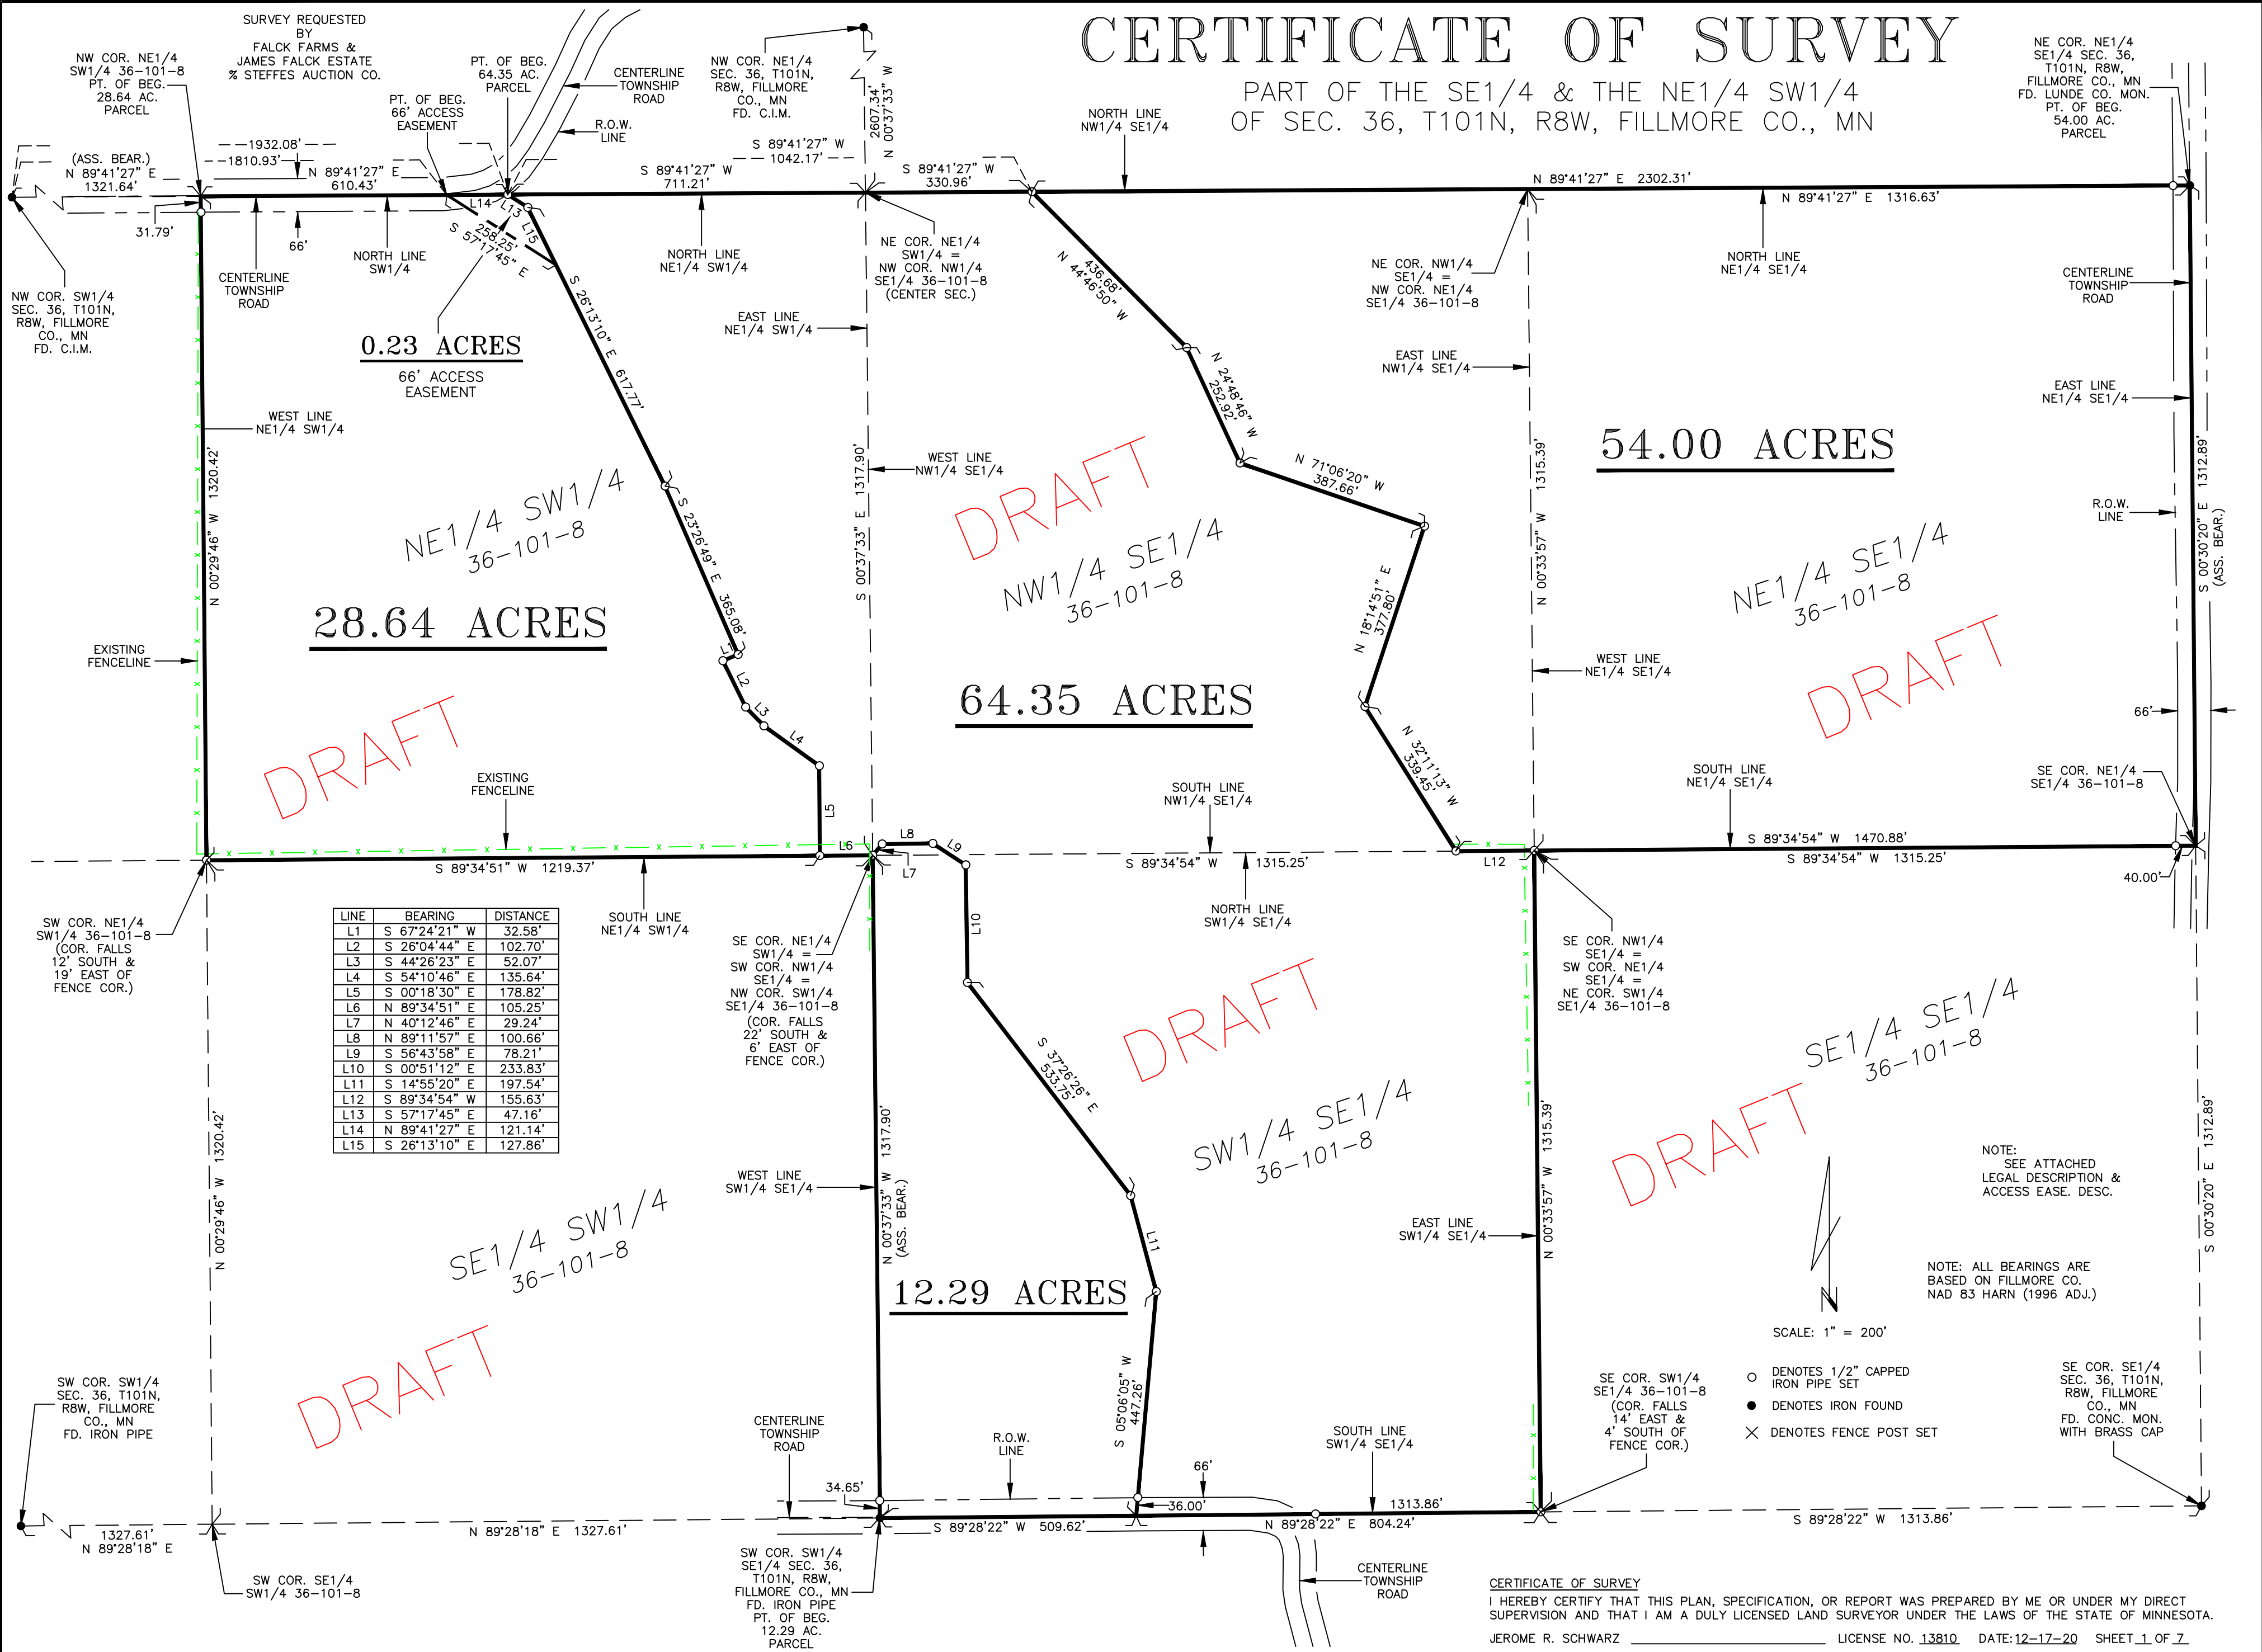 CERTIFICATE OF SURVEY
PART OF THE SE1/4 & THE NE1/4 SW1/4
OF SEC. 36, T101N, R8W, FILLMORE CO., MN
SURVEY REQUESTED
BY
FALCK FARMS &
JAMES FALCK ESTATE
% STEFFES AUCTION CO.
NW COR. NE1/4
SW1/4 36-101-8
PT. OF BEG.
28.64 AC.
PARCEL
PT. OF BEG.
66' ACCESS
EASEMENT
PT. OF BEG.
64.35 AC.
PARCEL
CENTERLINE
TOWNSHIP
ROAD
R.O.W.
LINE
NW COR. NE1/4
SEC. 36, T101N,
R8W, FILLMORE
CO., MN
FD. C.I.M.
2607.34'
N 00°37'33" W
NORTH LINE
NW1/4 SE1/4
NE COR. NE1/4
SE1/4 SEC. 36,
T101N, R8W,
FILLMORE CO., MN
FD. LUNDE CO. MON.
PT. OF BEG.
54.00 AC.
PARCEL
(ASS. BEAR.)
N 89°41'27" E
1321.64'
1932.08'
1810.93'
N 89°41'27" E
610.43'
S 89°41'27" W
711.21'
S 89°41'27" W
1042.17'
S 89°41'27" W
330.96'
N 89°41'27" E 2302.31'
N 89°41'27" E 1316.63'
31.79'
66'
L14
L13
L15
258.25'
S 57°17'45" E
NW COR. SW1/4
SEC. 36, T101N,
R8W, FILLMORE
CO., MN
FD. C.I.M.
CENTERLINE
TOWNSHIP
ROAD
NORTH LINE
SW1/4
0.23 ACRES
66' ACCESS
EASEMENT
NORTH LINE
NE1/4 SW1/4
NE COR. NE1/4
SW1/4 =
NW COR. NW1/4
SE1/4 36-101-8
(CENTER SEC.)
EAST LINE
NE1/4 SW1/4
436.68'
N 44°46'50" W
NE COR. NW1/4
SE1/4 =
NW COR. NE1/4
SE1/4 36-101-8
NORTH LINE
NE1/4 SE1/4
CENTERLINE
TOWNSHIP
ROAD
EAST LINE
NW1/4 SE1/4
EAST LINE
NE1/4 SE1/4
S 26°13'10" E 617.77'
N 24°48'46" W
252.92'
WEST LINE
NE1/4 SW1/4
N 00°29'46" W 1320.42'
WEST LINE
NW1/4 SE1/4
S 00°37'33" E 1317.90'
N 71°06'20" W
387.66'
54.00 ACRES
N 00°33'57" W 1315.39'
R.O.W.
LINE
S 00°30'20" E 1312.89'
(ASS. BEAR.)
NE1/4 SW1/4
36-101-8
DRAFT
NW1/4 SE1/4
36-101-8
NE1/4 SE1/4
36-101-8
S 23°26'49" E 365.08'
28.64 ACRES
N 18°14'51" E
377.80'
EXISTING
FENCELINE
WEST LINE
NE1/4 SE1/4
DRAFT
L2
L3
L4
L5
64.35 ACRES
N 32°11'13" W
339.45'
66'
DRAFT
EXISTING
FENCELINE
SOUTH LINE
NW1/4 SE1/4
SOUTH LINE
NE1/4 SE1/4
SE COR. NE1/4
SE1/4 36-101-8
L6
L8
L9
L7
L12
S 89°34'51" W 1219.37'
S 89°34'54" W 1315.25'
S 89°34'54" W 1470.88'
S 89°34'54" W 1315.25'
40.00'
SW COR. NE1/4
SW1/4 36-101-8
(COR. FALLS
12' SOUTH &
19' EAST OF
FENCE COR.)
LINE BEARING DISTANCE
L1 S 67°24'21" W 32.58'
L2 S 26°04'44" E 102.70'
L3 S 44°26'23" E 52.07'
L4 S 54°10'46" E 135.64'
L5 S 00°18'30" E 178.82'
L6 N 89°34'51" E 105.25'
L7 N 40°12'46" E 29.24'
L8 N 89°11'57" E 100.66'
L9 S 56°43'58" E 78.21'
L10 S 00°51'12" E 233.83'
L11 S 14°55'20" E 197.54'
L12 S 89°34'54" W 155.63'
L13 S 57°17'45" E 47.16'
L14 N 89°41'27" E 121.14'
L15 S 26°13'10" E 127.86'
SOUTH LINE
NE1/4 SW1/4
SE COR. NE1/4
SW1/4 =
SW COR. NW1/4
SE1/4 =
NW COR. SW1/4
SE1/4 36-101-8
(COR. FALLS
22' SOUTH &
6' EAST OF
FENCE COR.)
L10
NORTH LINE
SW1/4 SE1/4
SE COR. NW1/4
SE1/4 =
SW COR. NE1/4
SE1/4 =
NE COR. SW1/4
SE1/4 36-101-8
DRAFT
S 37°26'26" E
533.75'
SW1/4 SE1/4
36-101-8
SE1/4 SE1/4
36-101-8
DRAFT
N 00°29'46" W 1320.42'
WEST LINE
SW1/4 SE1/4
N 00°37'33" W 1317.90'
(ASS. BEAR.)
L11
EAST LINE
SW1/4 SE1/4
N 00°33'57" W 1315.39'
NOTE:
SEE ATTACHED
LEGAL DESCRIPTION &
ACCESS EASE. DESC.
S 00°30'20" E 1312.89'
SE1/4 SW1/4
36-101-8
12.29 ACRES
N
NOTE: ALL BEARINGS ARE
BASED ON FILLMORE CO.
NAD 83 HARN (1996 ADJ.)
SCALE: 1" = 200'
DENOTES 1/2" CAPPED
IRON PIPE SET
DENOTES IRON FOUND
DENOTES FENCE POST SET
DRAFT
SW COR. SW1/4
SEC. 36, T101N,
R8W, FILLMORE
CO., MN
FD. IRON PIPE
CENTERLINE
TOWNSHIP
ROAD
R.O.W.
LINE
S 05°06'05" W
447.26'
SOUTH LINE
SW1/4 SE1/4
SE COR. SW1/4
SE1/4 36-101-8
(COR. FALLS
14' EAST &
4' SOUTH OF
FENCE COR.)
SE COR. SE1/4
SEC. 36, T101N,
R8W, FILLMORE
CO., MN
FD. CONC. MON.
WITH BRASS CAP
34.65'
66'
36.00'
1313.86'
1327.61'
N 89°28'18" E
N 89°28'18" E 1327.61'
S 89°28'22" W 509.62'
N 89°28'22" E 804.24'
S 89°28'22" W 1313.86'
SW COR. SE1/4
SW1/4 36-101-8
SW COR. SW1/4
SE1/4 SEC. 36,
T101N, R8W,
FILLMORE CO., MN
FD. IRON PIPE
PT. OF BEG.
12.29 AC.
PARCEL
CENTERLINE
TOWNSHIP
ROAD
CERTIFICATE OF SURVEY
I HEREBY CERTIFY THAT THIS PLAN, SPECIFICATION, OR REPORT WAS PREPARED BY ME OR UNDER MY DIRECT
SUPERVISION AND THAT I AM A DULY LICENSED LAND SURVEYOR UNDER THE LAWS OF THE STATE OF MINNESOTA.
JEROME R. SCHWARZ LICENSE NO. 13810 DATE: 12-17-20 SHEET 1 OF 7